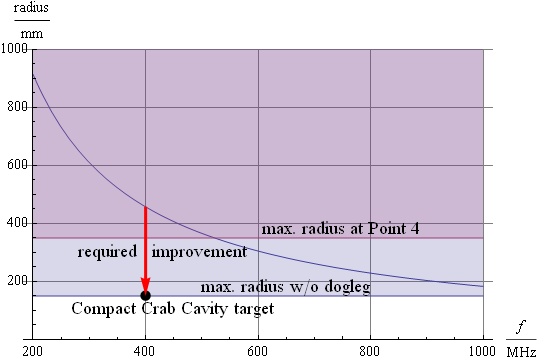 radius
mm
1000
800
600
400
200
max. radius at Point 4
required improvement
max. radius w/o dogleg
Compact Crab Cavity target
200 400 600 800 1000
f
MHz